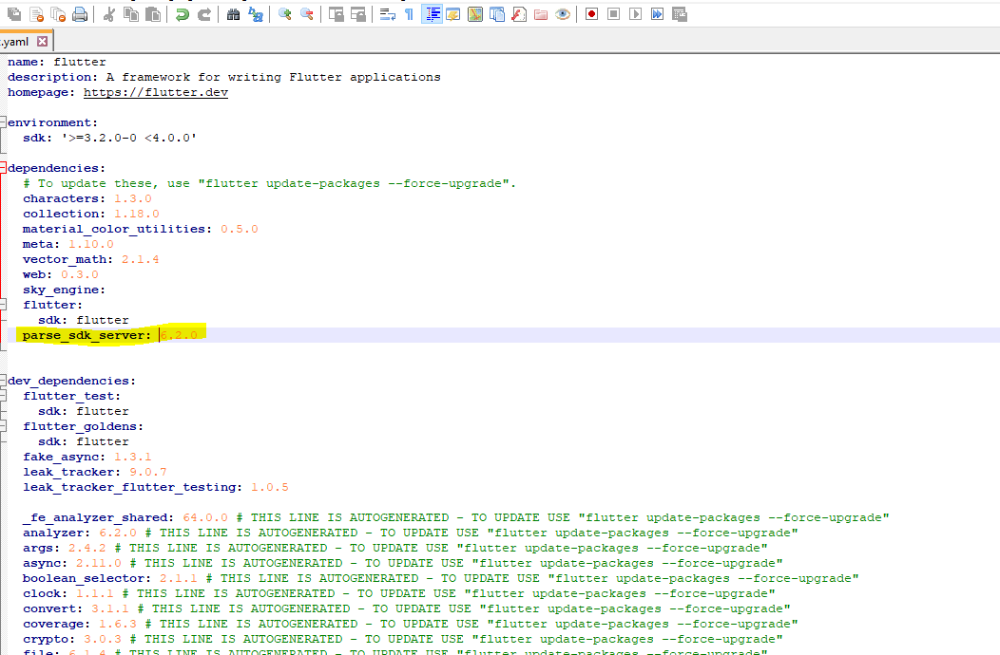 .yaml
name: flutter
description: A framework for writing Flutter applications
homepage: https://flutter.dev
environment:
sdk: '>=3.2.0-0 <4.0.0'
dependencies:
# To update these, use "flutter update-packages --force-upgrade".
characters: 1.3.0
collection: 1.18.0
material_color_utilities: 0.5.0
meta: 1.10.0
vector_math: 2.1.4
web: 0.3.0
sky_engine:
flutter:
sdk: flutter
parse_sdk_server: 6.2.0
dev_dependencies:
flutter_test:
sdk: flutter
flutter_goldens:
sdk: flutter
fake_async: 1.3.1
leak_tracker: 9.0.7
leak_tracker_flutter_testing: 1.0.5
_fe_analyzer_shared: 64.0.0 # THIS LINE IS AUTOGENERATED - TO UPDATE USE "flutter update-packages --force-upgrade"
analyzer: 6.2.0 # THIS LINE IS AUTOGENERATED - TO UPDATE USE "flutter update-packages --force-upgrade"
args: 2.4.2 # THIS LINE IS AUTOGENERATED - TO UPDATE USE "flutter update-packages --force-upgrade"
async: 2.11.0 # THIS LINE IS AUTOGENERATED - TO UPDATE USE "flutter update-packages --force-upgrade"
boolean_selector: 2.1.1 # THIS LINE IS AUTOGENERATED - TO UPDATE USE "flutter update-packages --force-upgrade"
clock: 1.1.1 # THIS LINE IS AUTOGENERATED - TO UPDATE USE "flutter update-packages --force-upgrade"
convert: 3.1.1 # THIS LINE IS AUTOGENERATED - TO UPDATE USE "flutter update-packages --force-upgrade"
coverage: 1.6.3 # THIS LINE IS AUTOGENERATED - TO UPDATE USE "flutter update-packages --force-upgrade"
crypto: 3.0.3 # THIS LINE IS AUTOGENERATED - TO UPDATE USE "flutter update-packages --force-upgrade"
file: 6.1.4 # THIS LINE IS AUTOGENERATED - TO UPDATE USE "flutter update-packages --force-upgrade"